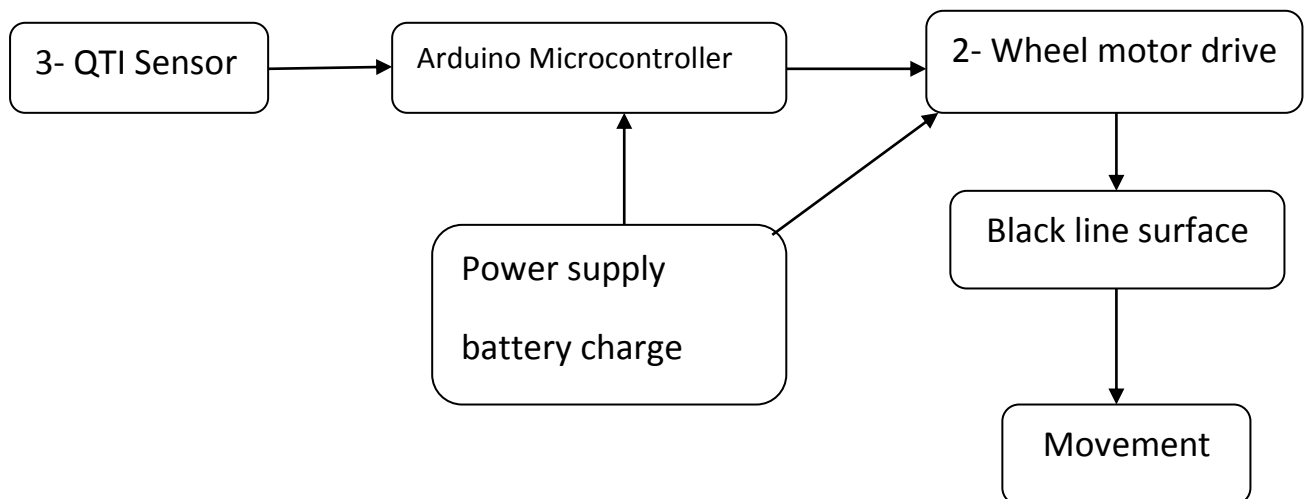 3- QTI Sensor
Arduino Microcontroller
2- Wheel motor drive
Black line surface
Power supply
battery charge
Movement